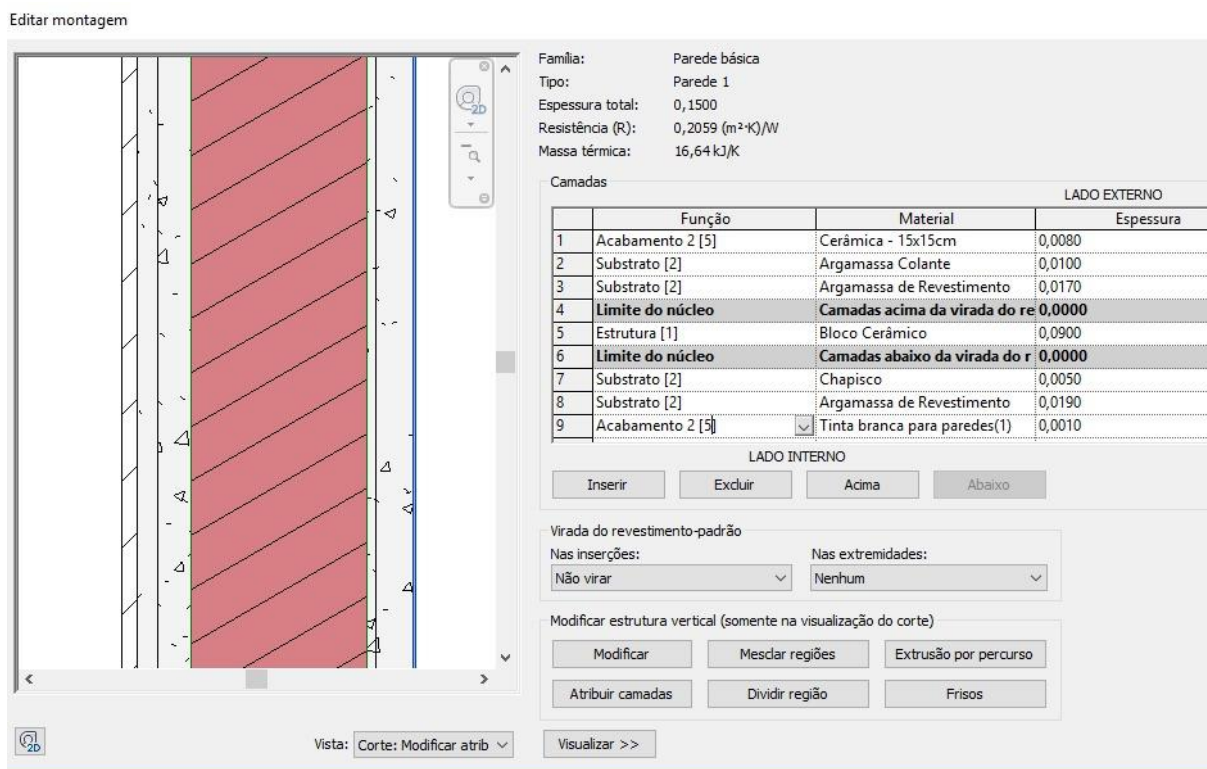 Editar montagem
Família: Parede básica
Tipo: Parede 1
Espessura total: 0,1500
Resistência (R): 0,2059 (m²·K)/W
Massa térmica: 16,64 kJ/K
Camadas
LADO EXTERNO
Função Material Espessura
1 Acabamento 2 [5] Cerâmica - 15x15cm 0,0080
2 Substrato [2] Argamassa Colante 0,0100
3 Substrato [2] Argamassa de Revestimento 0,0170
4 Limite do núcleo Camadas acima da virada do re 0,0000
5 Estrutura [1] Bloco Cerâmico 0,0900
6 Limite do núcleo Camadas abaixo da virada do r 0,0000
7 Substrato [2] Chapisco 0,0050
8 Substrato [2] Argamassa de Revestimento 0,0190
9 Acabamento 2 [5] Tinta branca para paredes(1) 0,0010
LADO INTERNO
Inserir Excluir Acima Abaixo
Virada do revestimento-padrão
Nas inserções: Nas extremidades:
Não virar Nenhum
Modificar estrutura vertical (somente na visualização do corte)
Modificar Mesclar regiões Extrusão por percurso
Atribuir camadas Dividir região Frisos
2D
2D Vista: Corte: Modificar atrib Visualizar >>